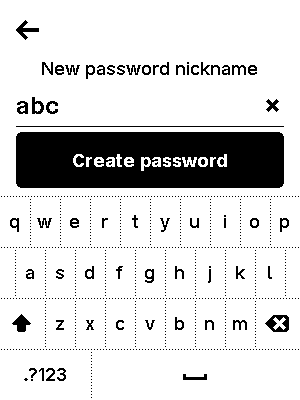 New password nickname
abc
Create password
q w e r t y u i o p
a s d f g h j k l
z x c v b n m
.?123